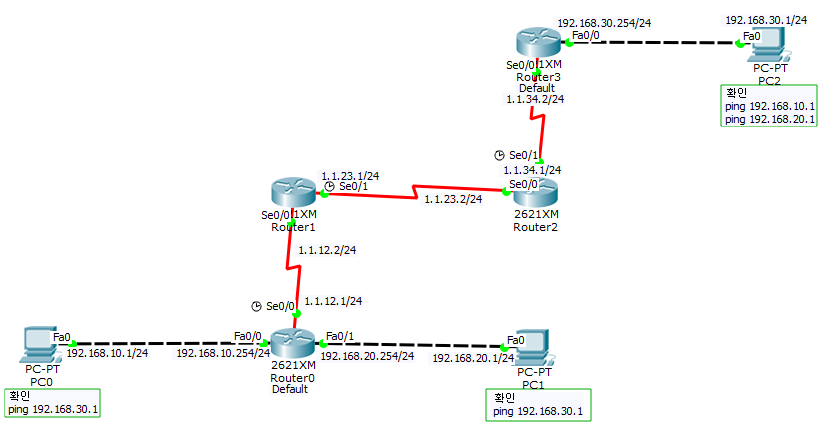 192.168.30.254/24
Fa0/0
192.168.30.1/24
Fa0
Se0/0
1XM
Router3
Default
1.1.34.2/24
PC-PT
PC2
확인
ping 192.168.10.1
ping 192.168.20.1
Se0/1
1.1.34.1/24
Se0/0
2621XM
Router2
1.1.23.1/24
Se0/1
1.1.23.2/24
Se0/0
1XM
Router1
1.1.12.2/24
Se0/0
1.1.12.1/24
Fa0
192.168.10.1/24
Fa0/0
192.168.10.254/24
Fa0/1
192.168.20.254/24
Fa0
192.168.20.1/24
PC-PT
PC0
2621XM
Router0
Default
PC-PT
PC1
확인
ping 192.168.30.1
확인
ping 192.168.30.1